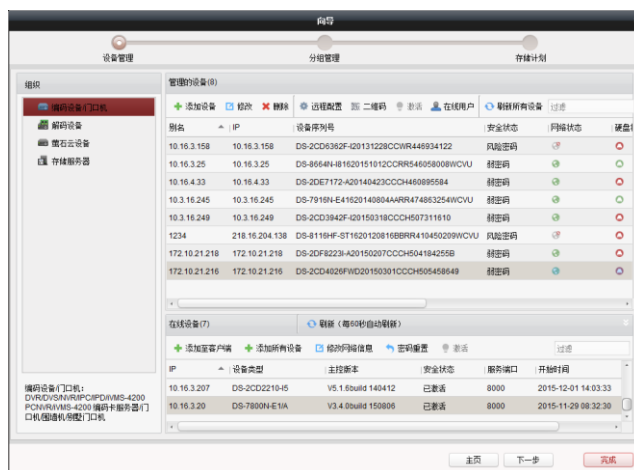 向导
设备管理 分组管理 存储计划
组织
编码设备/门口机
解码设备
萤石云设备
存储服务器
编码设备/门口机：
DVR/DVS/NVR/IPC/IPD/iVMS-4200
PCNVR/iVMS-4200 编码卡服务器/门
口机/围墙机/别墅门口机
管理的设备(8)
添加设备 修改 删除 远程配置 二维码 激活 在线用户 刷新所有设备 过滤
别名 IP 设备序列号 安全状态 网络状态 硬盘
10.16.3.158 10.16.3.158 DS-2CD6362F-I20131228CCWR446934122 风险密码
10.16.3.25 10.16.3.25 DS-8664N-I81620151012CCRR546058008WCVU 弱密码
10.16.4.33 10.16.4.33 DS-2DE7172-A20140423CCCH460895584 弱密码
10.3.16.245 10.3.16.245 DS-7916N-E41620140804AARR474863254WCVU 弱密码
10.3.16.249 10.3.16.249 DS-2CD3942F-I20150318CCCH507311610 弱密码
1234 218.16.204.138 DS-8116HF-ST1620120816BBRR410450209WCVU 风险密码
172.10.21.218 172.10.21.218 DS-2DF8223I-A20150207CCCH504184255B 弱密码
172.10.21.216 172.10.21.216 DS-2CD4026FWD20150301CCCH505458649 弱密码
在线设备(7) 刷新（每60秒自动刷新）
添加至客户端 添加所有设备 修改网络信息 密码重置 激活 过滤
IP 设备类型 主控版本 安全状态 服务端口 开始时间
10.16.3.207 DS-2CD2210-I5 V5.1.6build 140412 已激活 8000 2015-12-01 14:03:33
10.16.3.20 DS-7800N-E1/A V3.4.0build 150806 已激活 8000 2015-11-29 08:32:30
主页 下一步 完成